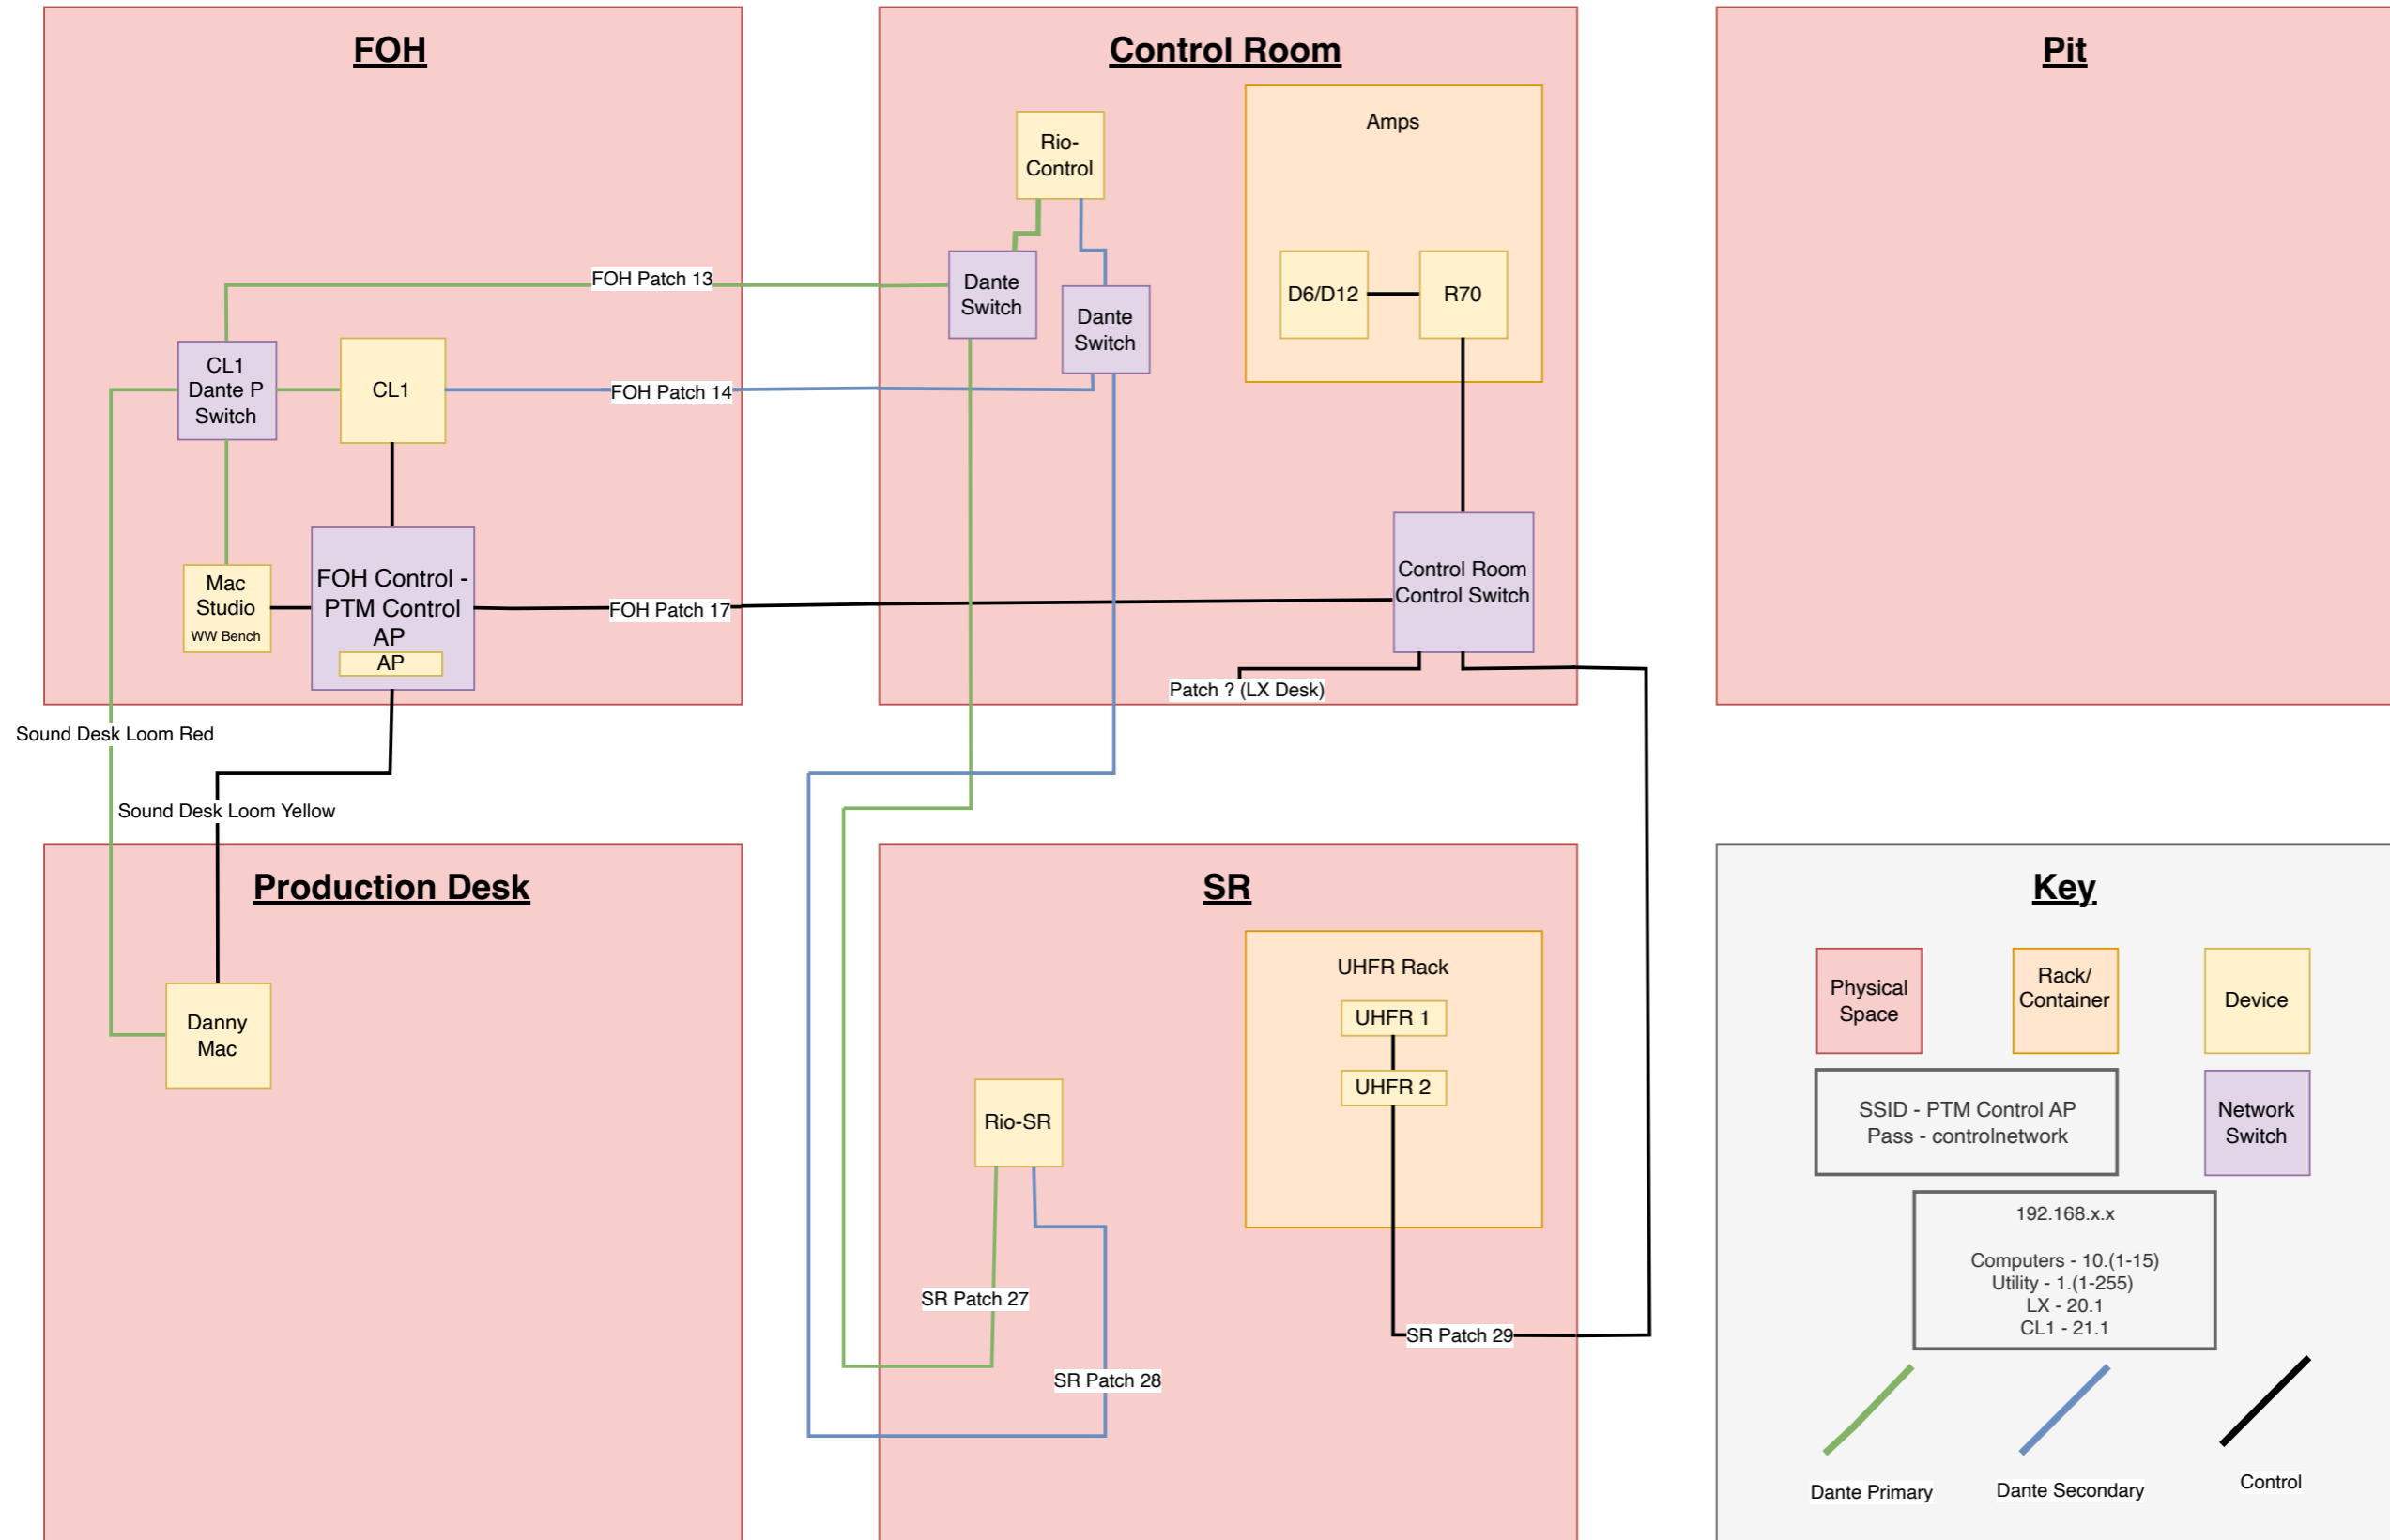 FOH
Control Room
Pit
Amps
Rio-
Control
D6/D12
R70
Dante
Switch
Dante
Switch
FOH Patch 13
CL1
Dante P
Switch
CL1
FOH Patch 14
Mac
Studio
WW Bench
FOH Control -
PTM Control
AP
AP
FOH Patch 17
Control Room
Control Switch
Patch ? (LX Desk)
Sound Desk Loom Red
Sound Desk Loom Yellow
Production Desk
Danny
Mac
SR
UHFR Rack
UHFR 1
UHFR 2
Rio-SR
SR Patch 27
SR Patch 28
SR Patch 29
Key
Physical
Space
Rack/
Container
Device
SSID - PTM Control AP
Pass - controlnetwork
Network
Switch
192.168.x.x
Computers - 10.(1-15)
Utility - 1.(1-255)
LX - 20.1
CL1 - 21.1
Dante Primary
Dante Secondary
Control